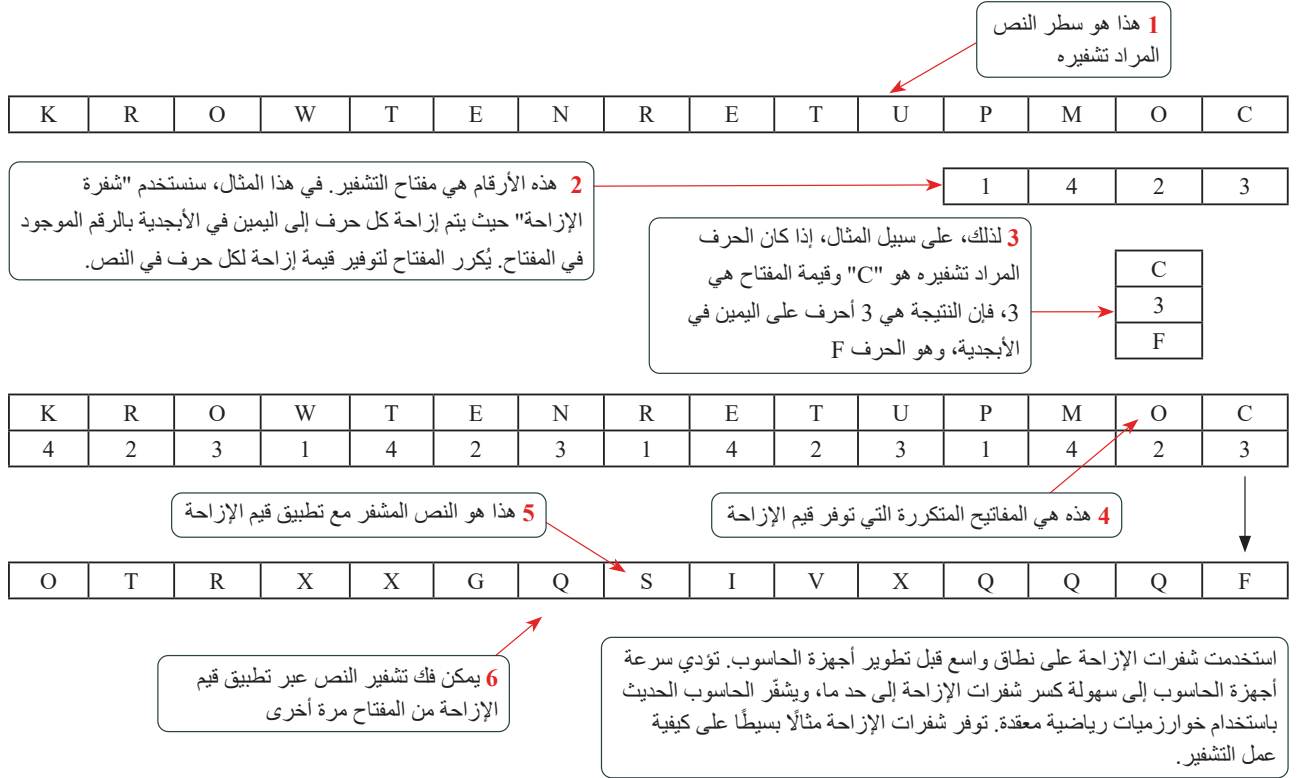 1 هذا هو سطر النص
المراد تشفيره
K R O W T E N R E T U P M O C
2 هذه الأرقام هي مفتاح التشفير. في هذا المثال، سنستخدم "شفرة
الإزاحة" حيث يتم إزاحة كل حرف إلى اليمين في الأبجدية بالرقم الموجود
في المفتاح. يُكرر المفتاح لتوفير قيمة إزاحة لكل حرف في النص.
1 4 2 3
3 لذلك، على سبيل المثال، إذا كان الحرف
المراد تشفيره هو "C" وقيمة المفتاح هي
3، فإن النتيجة هي 3 أحرف على اليمين في
الأبجدية، وهو الحرف F
C
3
F
K R O W T E N R E T U P M O C
4 2 3 1 4 2 3 1 4 2 3 1 4 2 3
4 هذه هي المفاتيح المتكررة التي توفر قيم الإزاحة
5 هذا هو النص المشفر مع تطبيق قيم الإزاحة
O T R X X G Q S I V X Q Q Q F
6 يمكن فك تشفير النص عبر تطبيق قيم
الإزاحة من المفتاح مرة أخرى
استخدمت شفرات الإزاحة على نطاق واسع قبل تطوير أجهزة الحاسوب. تؤدي سرعة
أجهزة الحاسوب إلى سهولة كسر شفرات الإزاحة إلى حد ما، ويشفّر الحاسوب الحديث
باستخدام خوارزميات رياضية معقدة. توفر شفرات الإزاحة مثالًا بسيطًا على كيفية
عمل التشفير.